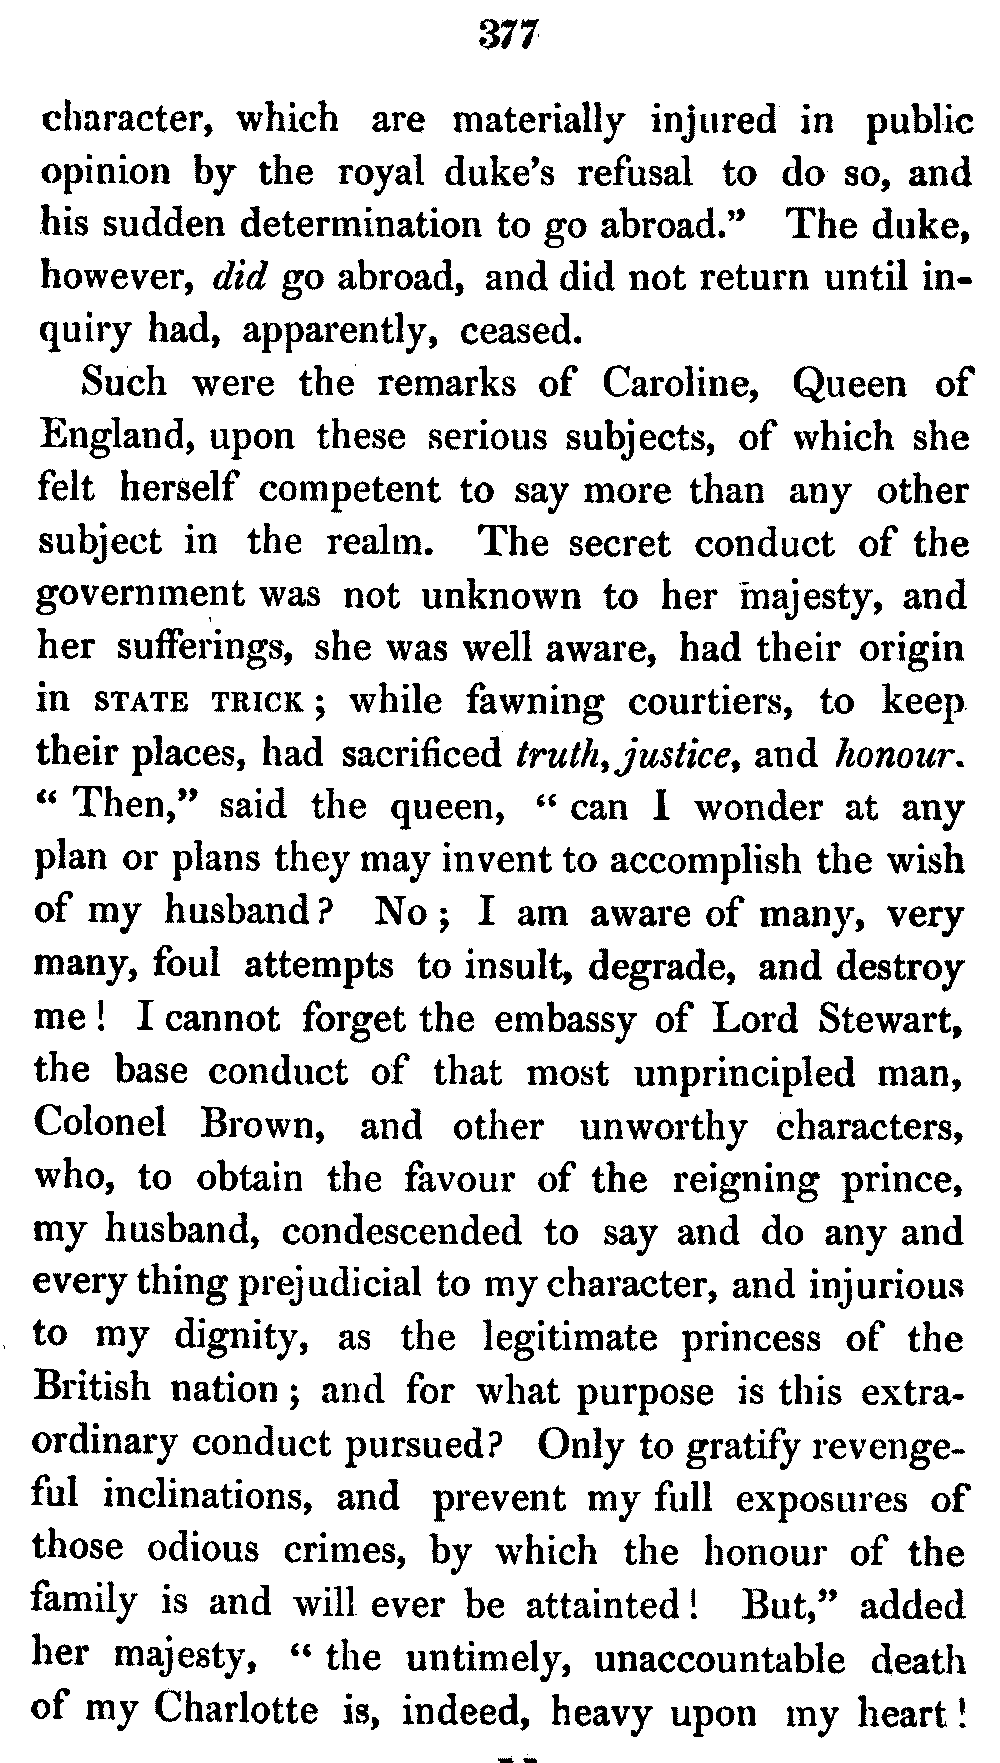 377
character, which are materially injured in public
opinion by the royal duke's refusal to do so, and
his sudden determination to go abroad.” The duke,
however, did go abroad, and did not return until in-
quiry had, apparently, ceased.
Such were the remarks of Caroline, Queen of
England, upon these serious subjects, of which she
felt herself competent to say more than any other
subject in the realm. The secret conduct of the
government was not unknown to her majesty, and
her sufferings, she was well aware, had their origin
in STATE TRICK; while fawning courtiers, to keep
their places, had sacrificed truth, justice, and honour.
“Then,” said the queen, “can I wonder at any
plan or plans they may invent to accomplish the wish
of my husband? No; I am aware of many, very
many, foul attempts to insult, degrade, and destroy
me! I cannot forget the embassy of Lord Stewart,
the base conduct of that most unprincipled man,
Colonel Brown, and other unworthy characters,
who, to obtain the favour of the reigning prince,
my husband, condescended to say and do any and
every thing prejudicial to my character, and injurious
to my dignity, as the legitimate princess of the
British nation; and for what purpose is this extra-
ordinary conduct pursued? Only to gratify revenge-
ful inclinations, and prevent my full exposures of
those odious crimes, by which the honour of the
family is and will ever be attainted! But,” added
her majesty, “the untimely, unaccountable death
of my Charlotte is, indeed, heavy upon my heart!